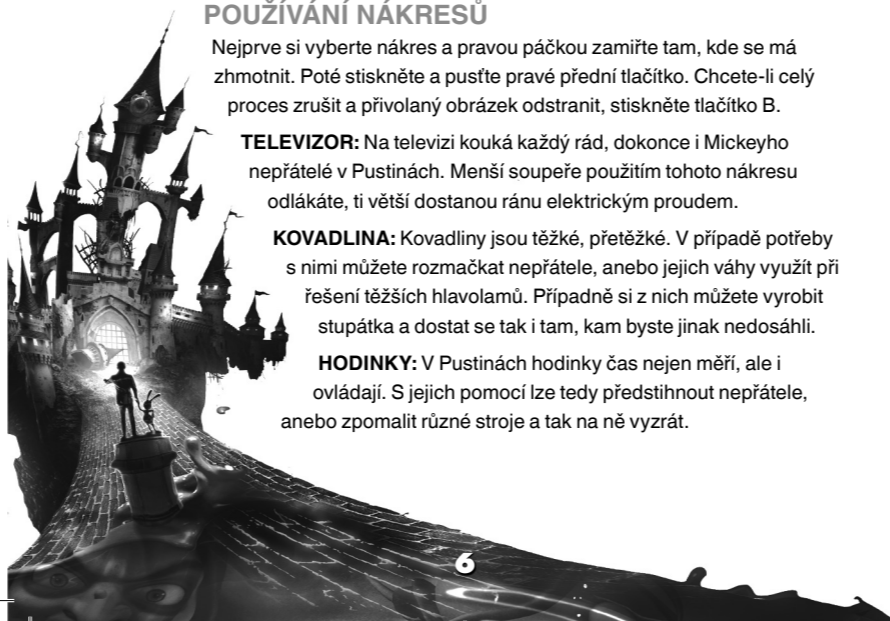 POUŽÍVÁNÍ NÁKRESŮ
Nejprve si vyberte nákres a pravou páčkou zamiřte tam, kde se má
zhmotnit. Poté stiskněte a pusťte pravé přední tlačítko. Chcete-li celý
proces zrušit a přivolaný obrázek odstranit, stiskněte tlačítko B.
TELEVIZOR: Na televizi kouká každý rád, dokonce i Mickeyho
nepřátelé v Pustinách. Menší soupeře použitím tohoto nákresu
odlákáte, ti větší dostanou ránu elektrickým proudem.
KOVADLINA: Kovadliny jsou těžké, přetěžké. V případě potřeby
s nimi můžete rozmačkat nepřátele, anebo jejich váhy využít při
řešení těžších hlavolamů. Případně si z nich můžete vyrobit
stupátka a dostat se tak i tam, kam byste jinak nedosáhli.
HODINKY: V Pustinách hodinky čas nejen měří, ale i
ovládají. S jejich pomocí lze tedy předstihnout nepřátele,
anebo zpomalit různé stroje a tak na ně vyzrát.
6